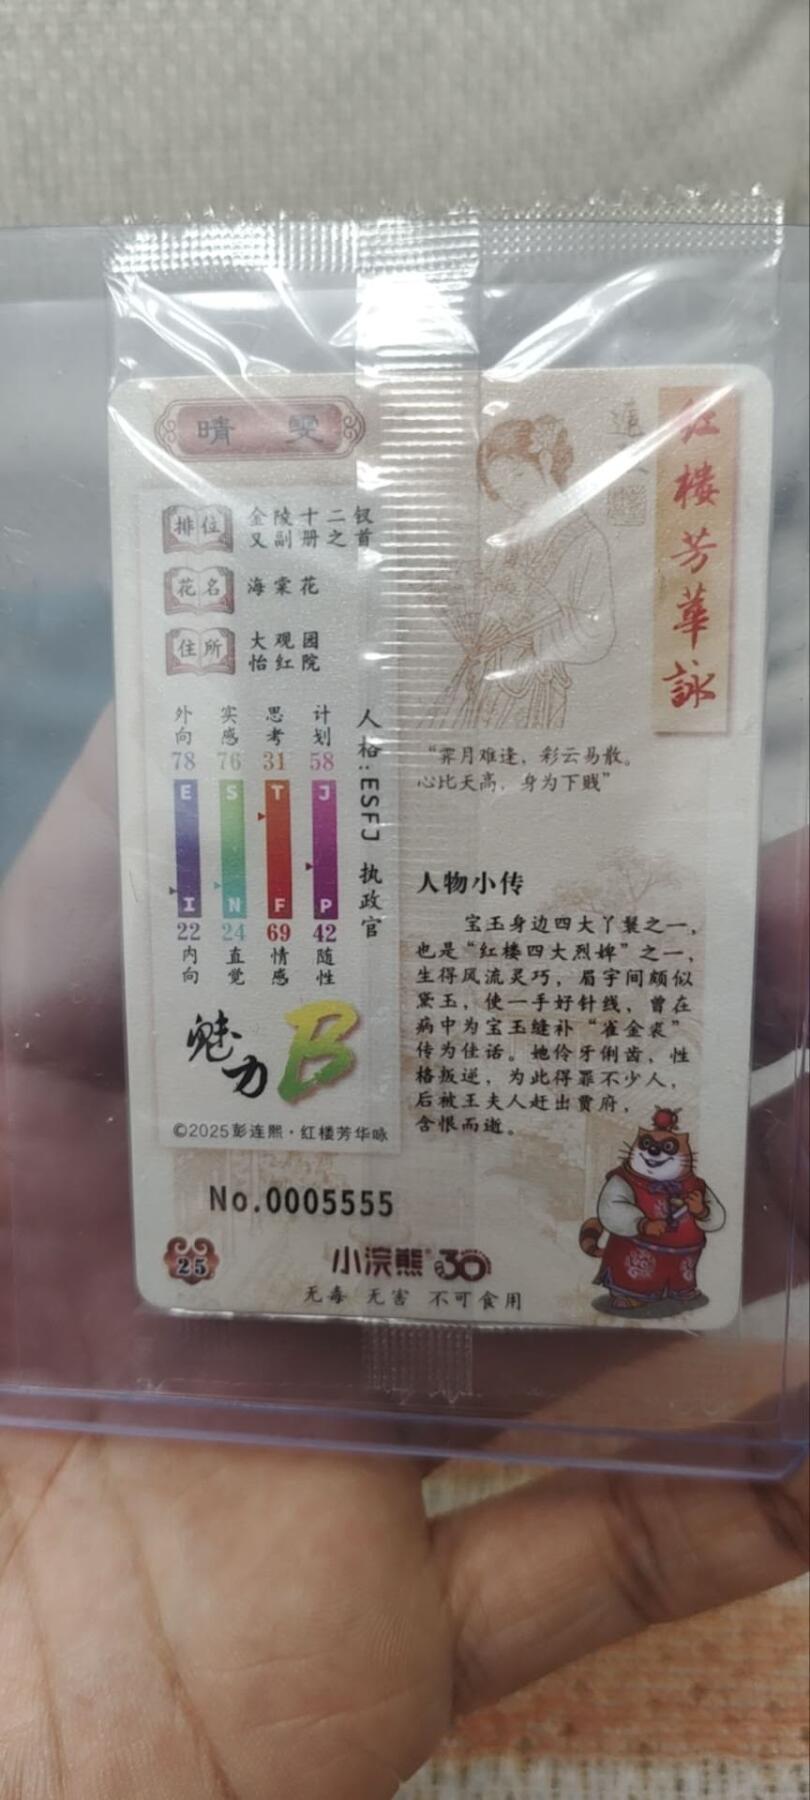 晴雯
红楼芳華詠
排位
金陵十二钗
又副册之首
花名
海棠花
住所
大观园
怡红院
外向 实感 思考 计划
78 76 31 58
E S T J
I N F P
22 24 69 42
内向 直觉 情感 随性
人格:ESFJ 执政官
魅力B
©2025彭连熙·红楼芳华咏
“霁月难逢，彩云易散。
心比天高，身为下贱”
人物小传
宝玉身边四大丫鬟之一，
也是“红楼四大烈婢”之一，
生得风流灵巧，眉宇间颇似
黛玉，使一手好针线，曾在
病中为宝玉缝补“雀金裘”
传为佳话。她伶牙俐齿，性
格叛逆，为此得罪不少人，
后被王夫人赶出贾府，
含恨而逝。
No.0005555
25
小浣熊® 30
无毒 无害 不可食用